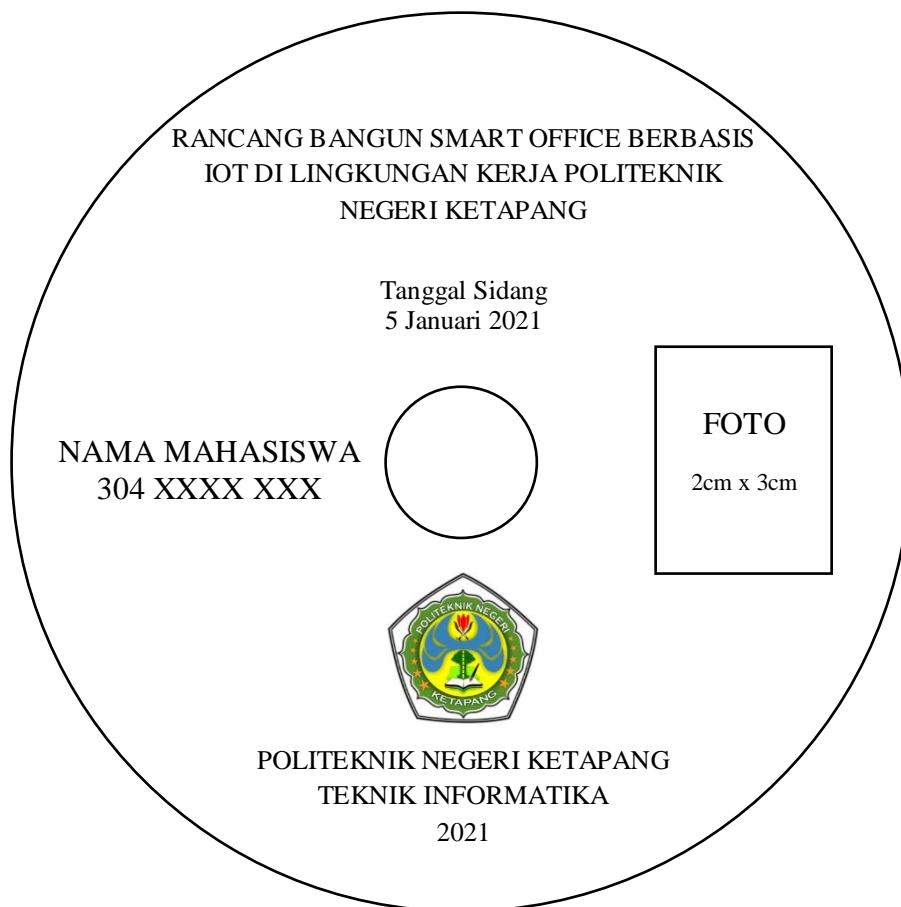 RANCANG BANGUN SMART OFFICE BERBASIS
IOT DI LINGKUNGAN KERJA POLITEKNIK
NEGERI KETAPANG
Tanggal Sidang
5 Januari 2021
NAMA MAHASISWA
304 XXXX XXX
FOTO
2cm x 3cm
POLITEKNIK NEGERI
KETAPANG
POLITEKNIK NEGERI KETAPANG
TEKNIK INFORMATIKA
2021